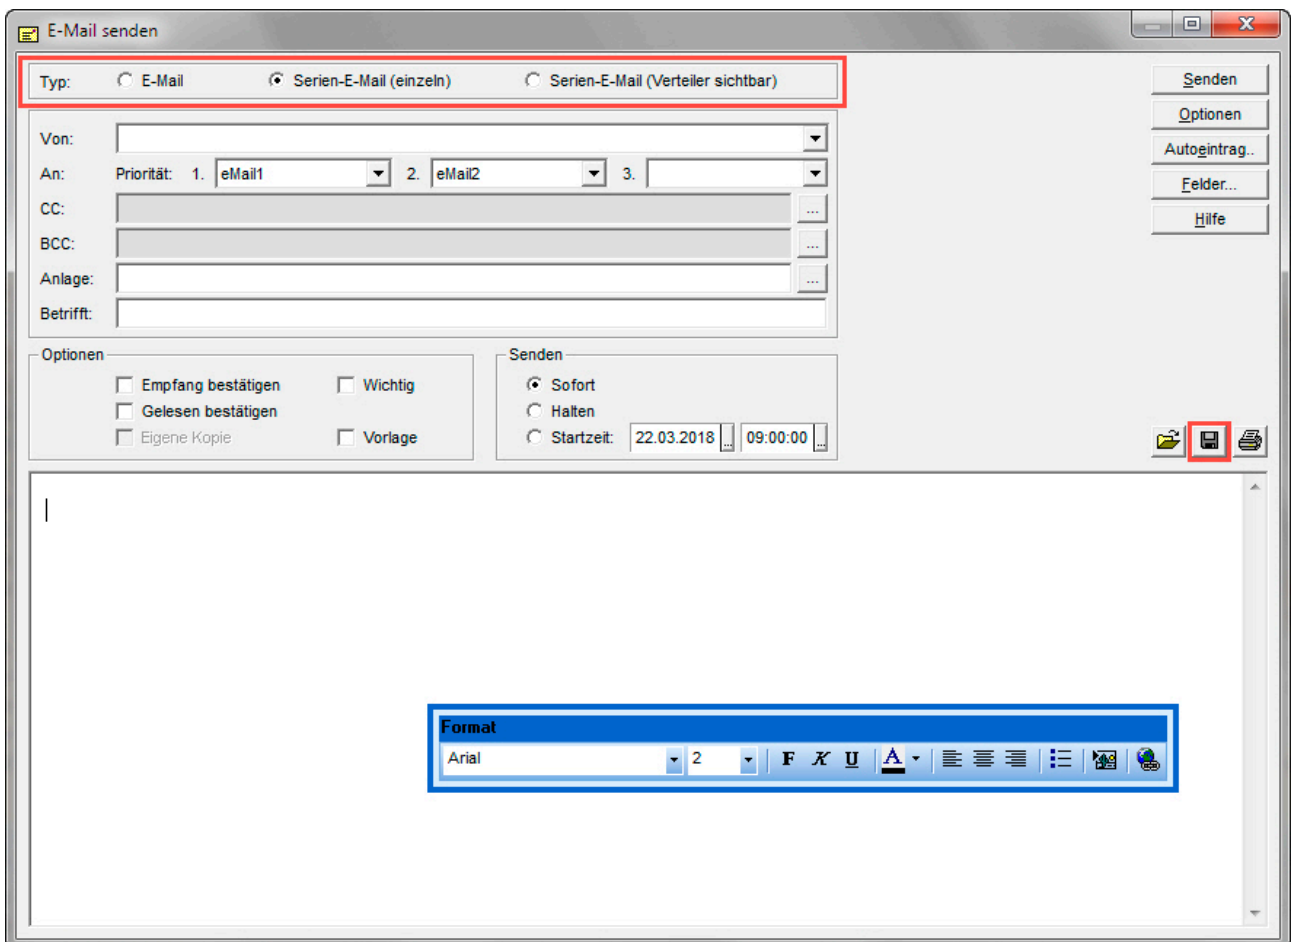 E-Mail senden
Typ: E-Mail Serien-E-Mail (einzeln) Serien-E-Mail (Verteiler sichtbar)
Senden
Optionen
Autoeintrag..
Felder...
Hilfe
Von:
An: Priorität: 1. eMail1 2. eMail2 3.
CC: ...
BCC: ...
Anlage: ...
Betrifft:
Optionen
Empfang bestätigen Wichtig
Gelesen bestätigen
Eigene Kopie Vorlage
Senden
Sofort
Halten
Startzeit: 22.03.2018 ... 09:00:00 ...
Format
Arial 2 F K U A